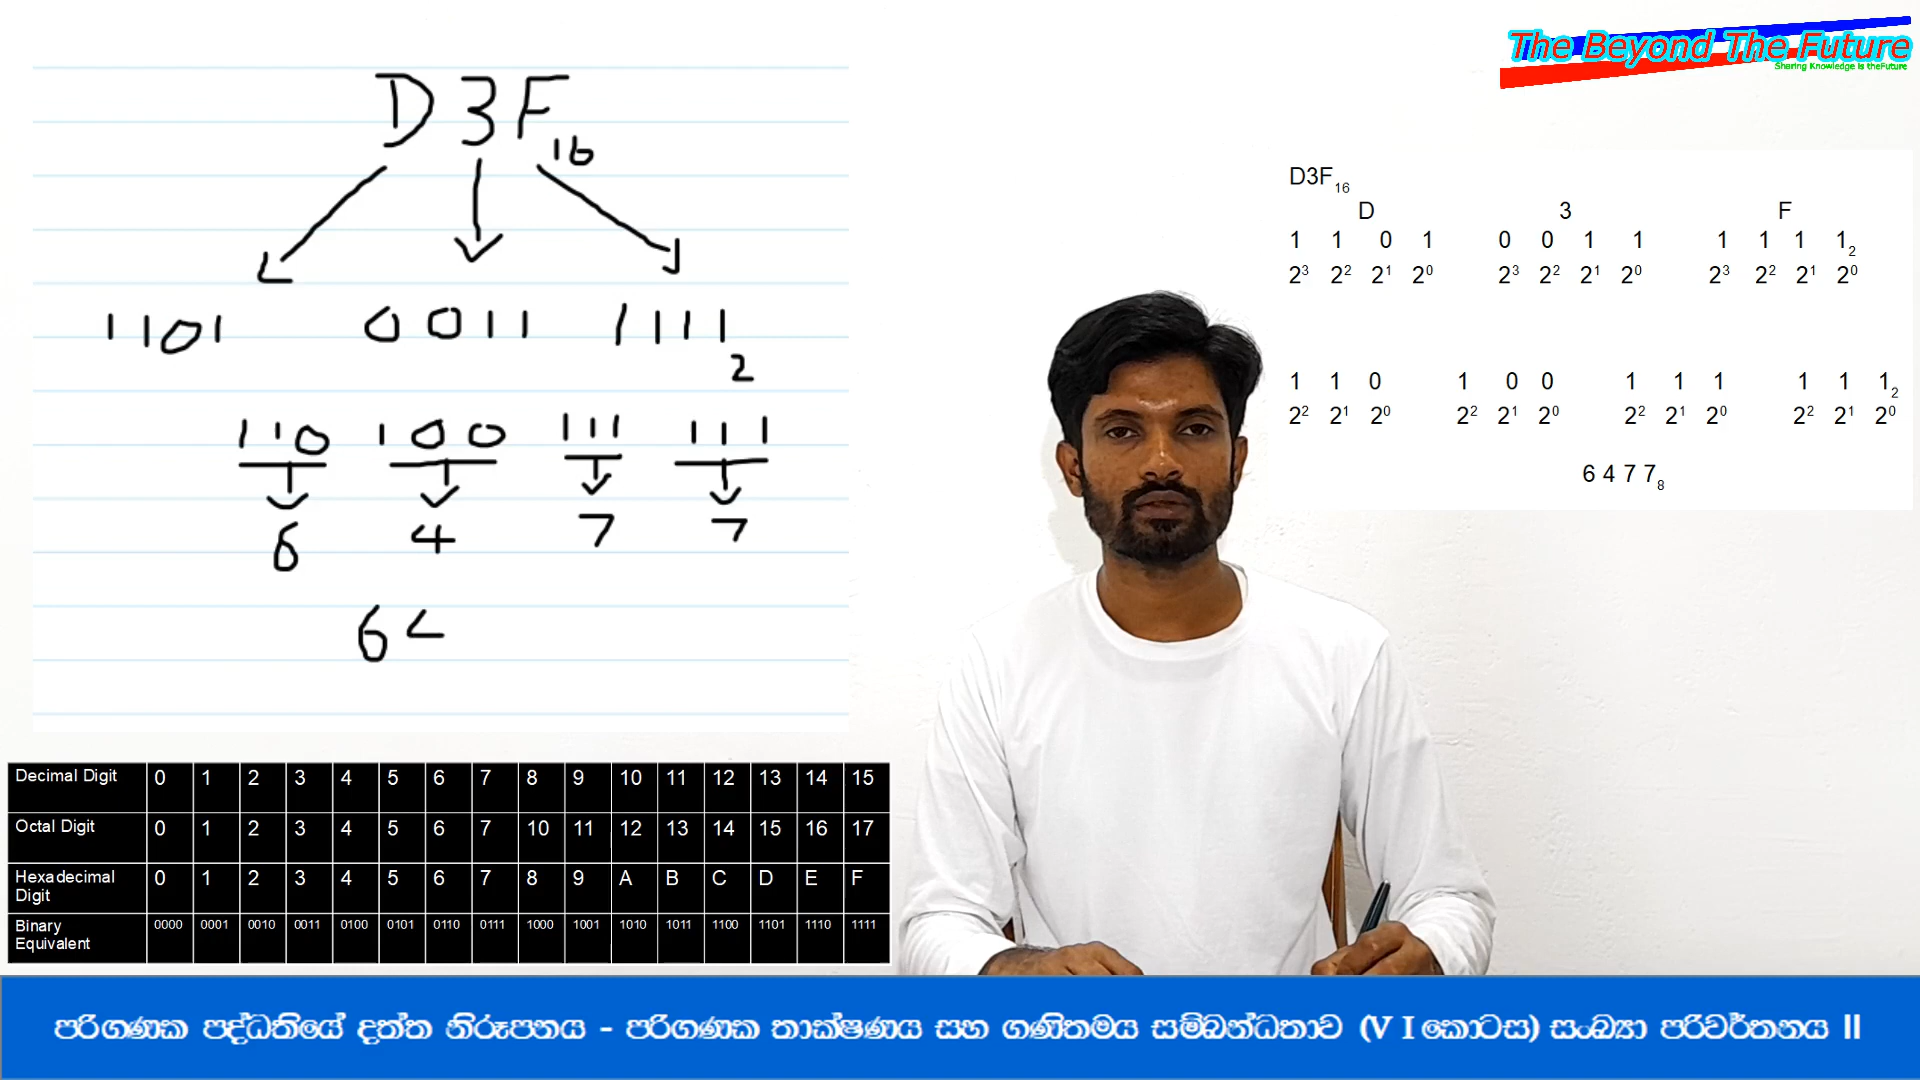 The Beyond The Future
Sharing Knowledge is theFuture
D3F16
1101 0011 11112
110 100 111 111
6 4 7 7
6<
D3F16
D 3 F
1 1 0 1 0 0 1 1 1 1 1 12
2³ 2² 2¹ 2⁰ 2³ 2² 2¹ 2⁰ 2³ 2² 2¹ 2⁰
1 1 0 1 0 0 1 1 1 1 1 12
2² 2¹ 2⁰ 2² 2¹ 2⁰ 2² 2¹ 2⁰ 2² 2¹ 2⁰
6 4 7 78
Decimal Digit 0 1 2 3 4 5 6 7 8 9 10 11 12 13 14 15
Octal Digit 0 1 2 3 4 5 6 7 10 11 12 13 14 15 16 17
Hexadecimal Digit 0 1 2 3 4 5 6 7 8 9 A B C D E F
Binary Equivalent 0000 0001 0010 0011 0100 0101 0110 0111 1000 1001 1010 1011 1100 1101 1110 1111
පරිගණක පද්ධතියේ දත්ත නිරූපනය - පරිගණක තාක්ෂණය සහ ගණිතමය සම්බන්ධතාව (V I කොටස) සංඛ්‍යා පරිවර්තනය II